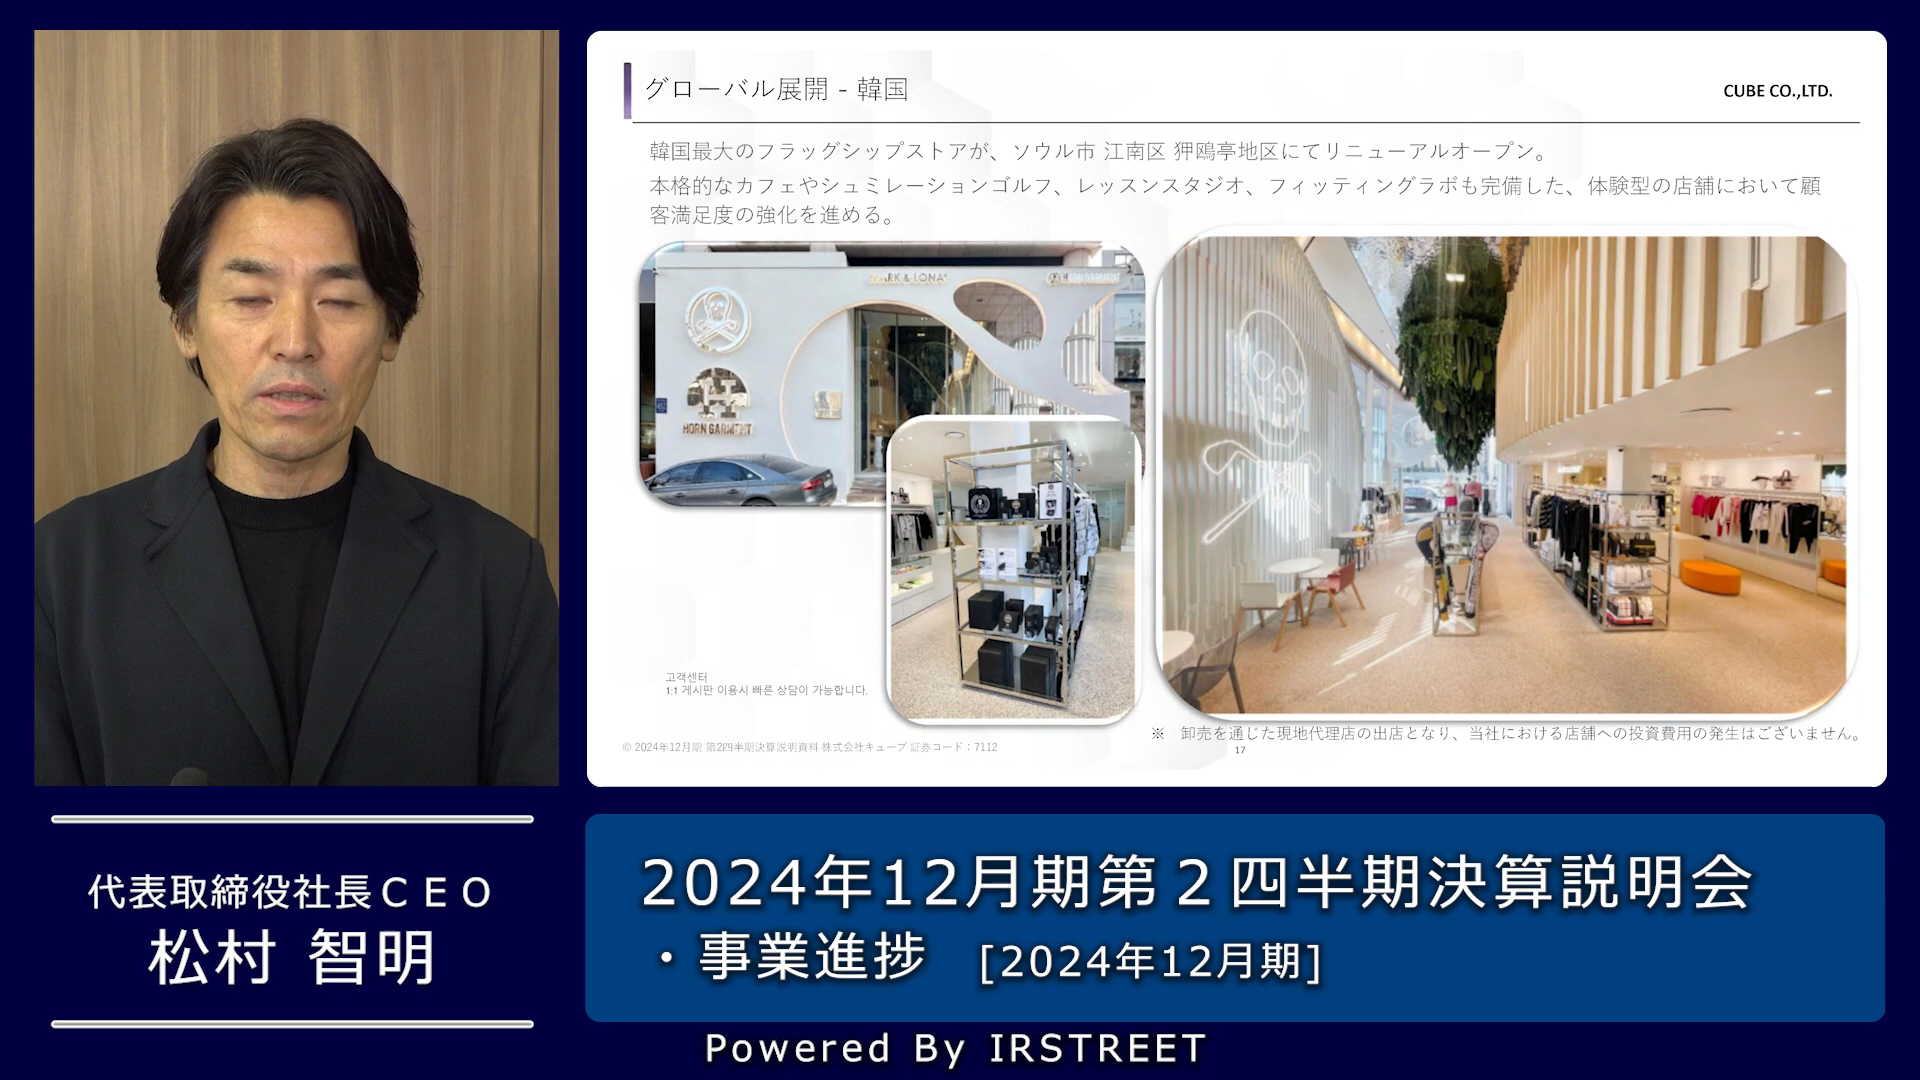 グローバル展開 - 韓国
CUBE CO.,LTD.
韓国最大のフラッグシップストアが、ソウル市 江南区 狎鴎亭地区にてリニューアルオープン。
本格的なカフェやシュミレーションゴルフ、レッスンスタジオ、フィッティングラボも完備した、体験型の店舗において顧
客満足度の強化を進める。
MARK & LONA
HORN GARMENT
HORN GARMENT
고객센터
1:1 게시판 이용시 빠른 상담이 가능합니다.
※ 卸売を通じた現地代理店の出店となり、当社における店舗への投資費用の発生はございません。
© 2024年12月期 第2四半期決算説明資料 株式会社キューブ 証券コード：7112
17
代表取締役社長ＣＥＯ
松村 智明
2024年12月期第２四半期決算説明会
・事業進捗 [2024年12月期]
Powered By IRSTREET